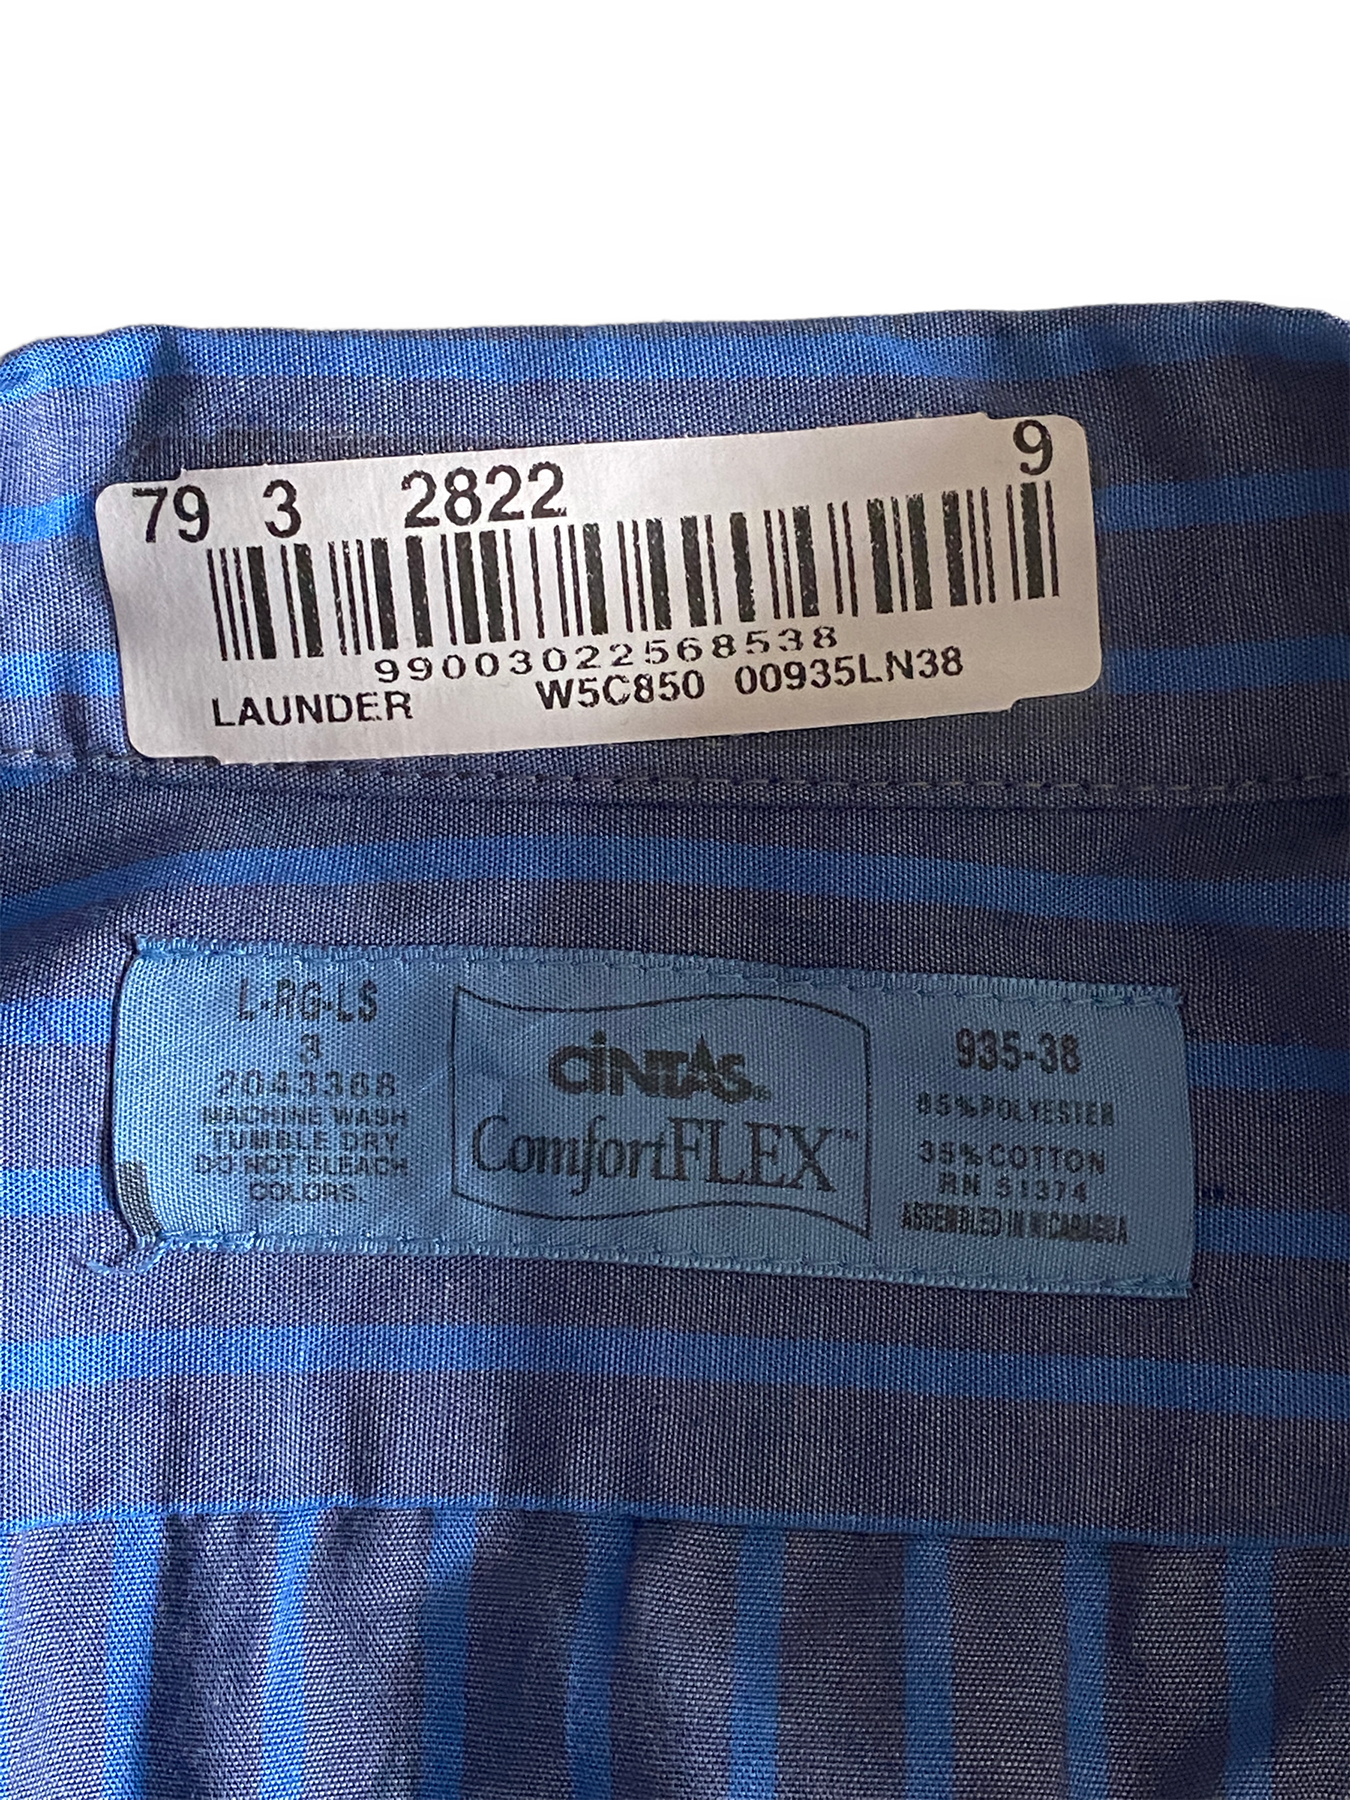 79 3 2822 9
99003022568538
LAUNDER W5C850 00935LN38
L-RG-LS
3
2043368
MACHINE WASH
TUMBLE DRY
DO NOT BLEACH
COLORS.
CiNTAS®
ComfortFLEX™
935-38
65%POLYESTER
35%COTTON
RN 51374
ASSEMBLED IN NICARAGUA